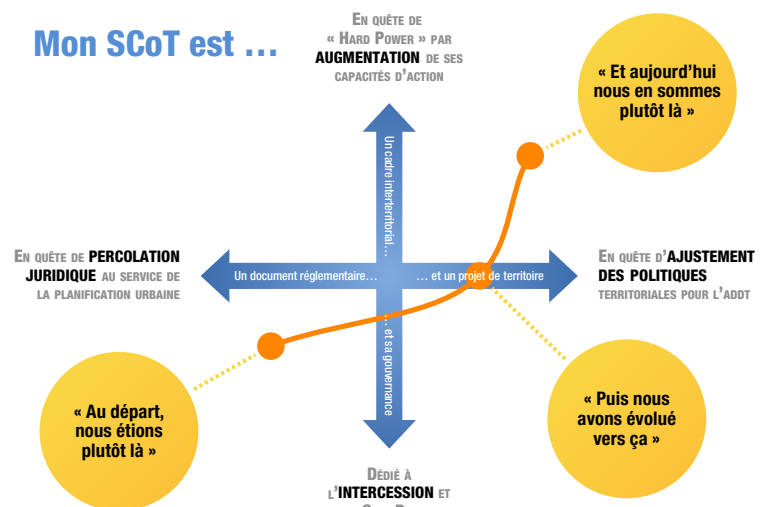 Mon SCoT est …
En quête de
« Hard Power » par
augmentation de ses
capacités d'action
« Et aujourd'hui
nous en sommes
plutôt là »
Un cadre interterritorial…
En quête de percolation
juridique au service de
la planification urbaine
Un document réglementaire…
… et un projet de territoire
En quête d'ajustement
des politiques
territoriales pour l'ADDT
… et sa gouvernance
« Au départ,
nous étions
plutôt là »
« Puis nous
avons évolué
vers ça »
Dédié à
l'intercession et